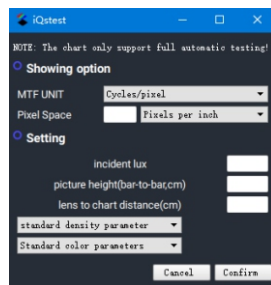 iQstest
NOTE: The chart only support full automatic testing!
Showing option
MTF UNIT Cycles/pixel
Pixel Space Pixels per inch
Setting
incident lux
picture height(bar-to-bar,cm)
lens to chart distance(cm)
standard density parameter
Standard color parameters
Cancel Confirm